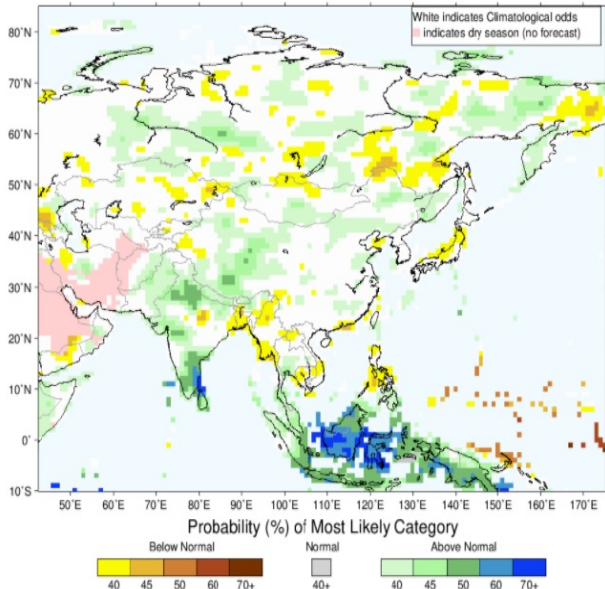 White indicates Climatological odds
indicates dry season (no forecast)
80°N
70°N
60°N
50°N
40°N
30°N
20°N
10°N
0°
10°S
50°E 60°E 70°E 80°E 90°E 100°E 110°E 120°E 130°E 140°E 150°E 160°E 170°E
Probability (%) of Most Likely Category
Below Normal Normal Above Normal
40 45 50 60 70+ 40+ 40 45 50 60 70+